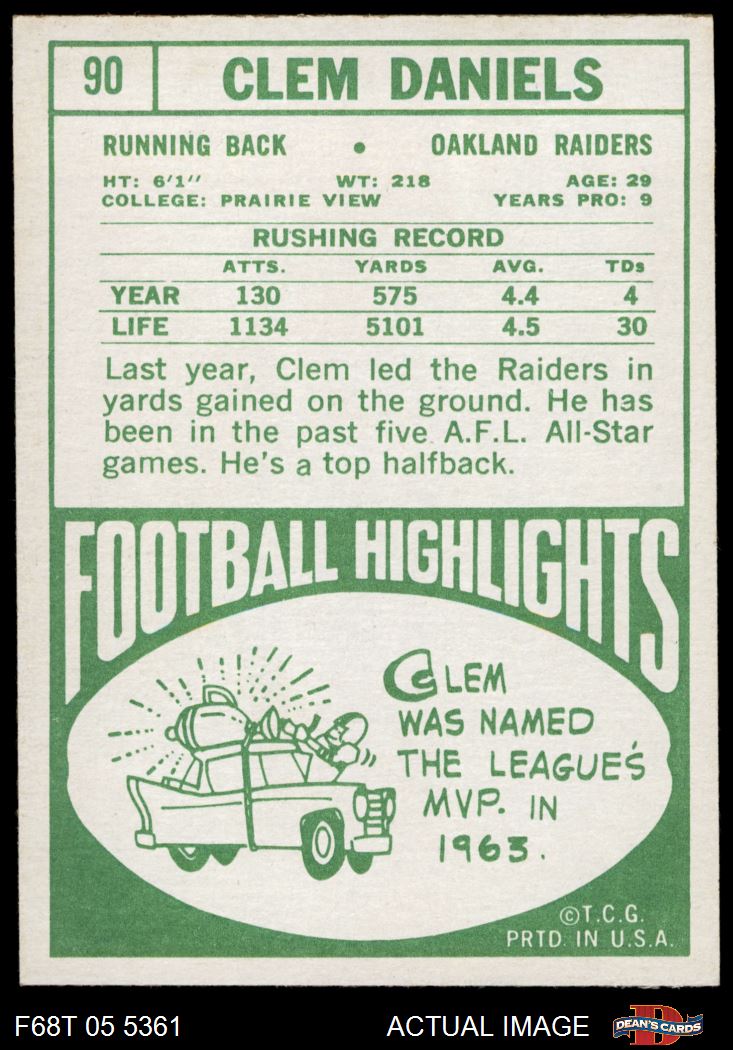 90 CLEM DANIELS
RUNNING BACK • OAKLAND RAIDERS
HT: 6'1" WT: 218 AGE: 29
COLLEGE: PRAIRIE VIEW YEARS PRO: 9
RUSHING RECORD
ATTS. YARDS AVG. TDs
YEAR 130 575 4.4 4
LIFE 1134 5101 4.5 30
Last year, Clem led the Raiders in
yards gained on the ground. He has
been in the past five A.F.L. All-Star
games. He's a top halfback.
FOOTBALL HIGHLIGHTS
CLEM
WAS NAMED
THE LEAGUE'S
MVP. IN
1963.
©T.C.G.
PRTD. IN U.S.A.
F68T 05 5361 ACTUAL IMAGE D DEAN'S CARDS